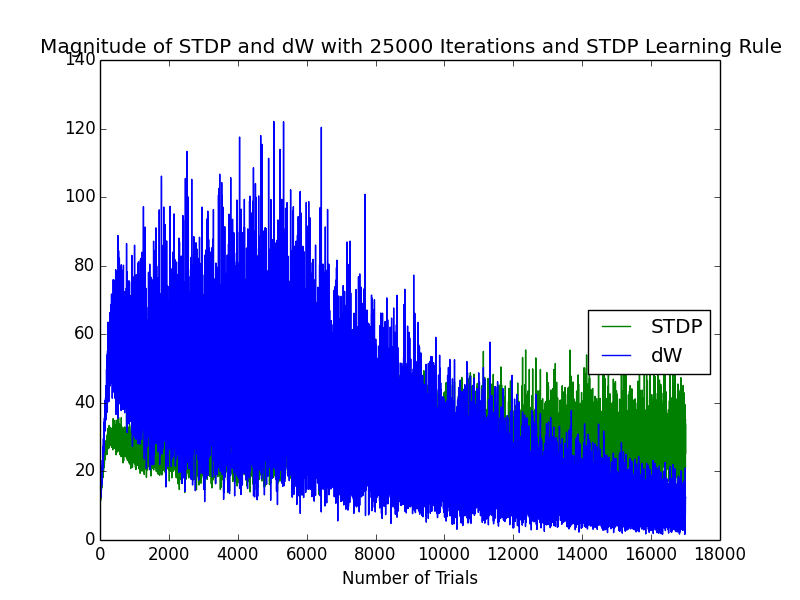 Magnitude of STDP and dW with 25000 Iterations and STDP Learning Rule
140
120
100
80
60
40
20
0
STDP
dW
0 2000 4000 6000 8000 10000 12000 14000 16000 18000
Number of Trials